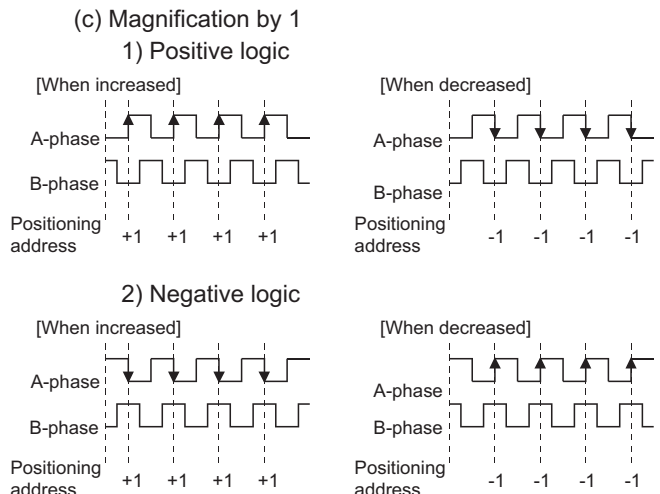 (c) Magnification by 1
1) Positive logic
[When increased]
A-phase
B-phase
Positioning
address
+1 +1 +1 +1
[When decreased]
A-phase
B-phase
Positioning
address
-1 -1 -1 -1
2) Negative logic
[When increased]
A-phase
B-phase
Positioning
address
+1 +1 +1 +1
[When decreased]
A-phase
B-phase
Positioning
address
-1 -1 -1 -1